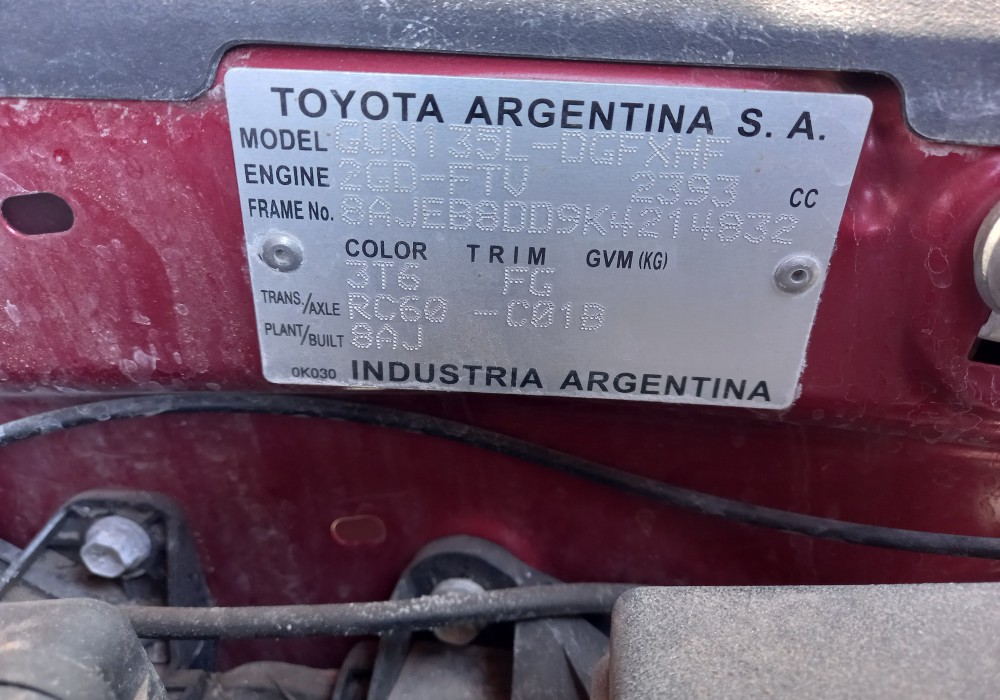 TOYOTA ARGENTINA S. A.
MODEL GUN135L-DGFXHF
ENGINE 2GD-FTV 2393 CC
FRAME No. 8AJEB8DD9K4214832
COLOR TRIM GVM (KG)
3T6 FG
TRANS./AXLE RC60 -C01B
PLANT/BUILT 8AJ
0K030 INDUSTRIA ARGENTINA